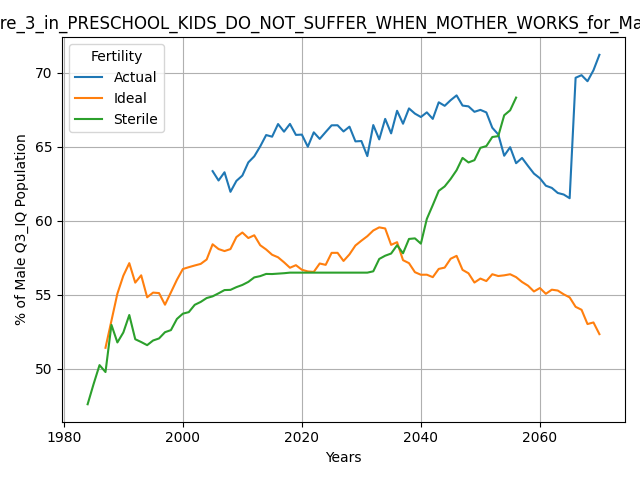 re_3_in_PRESCHOOL_KIDS_DO_NOT_SUFFER_WHEN_MOTHER_WORKS_for_Ma
Fertility
Actual
Ideal
Sterile
% of Male Q3_IQ Population
70
65
60
55
50
1980 2000 2020 2040 2060
Years